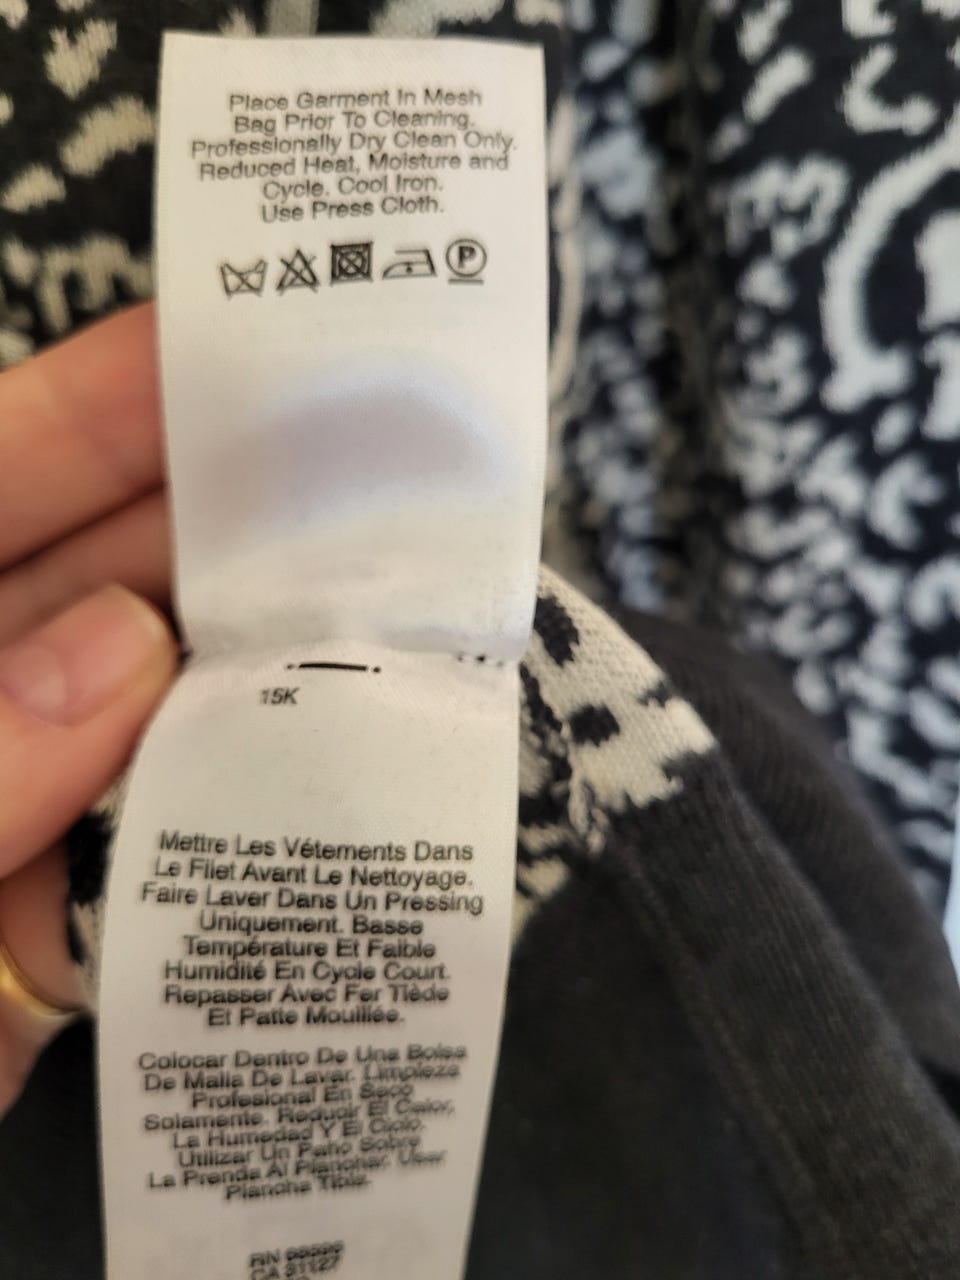 Place Garment In Mesh
Bag Prior To Cleaning.
Professionally Dry Clean Only.
Reduced Heat, Moisture and
Cycle. Cool Iron.
Use Press Cloth.
P
15K
Mettre Les Vêtements Dans
Le Filet Avant Le Nettoyage.
Faire Laver Dans Un Pressing
Uniquement. Basse
Température Et Faible
Humidité En Cycle Court.
Repasser Avec Fer Tiède
Et Patte Mouillée.
Colocar Dentro De Una Bolsa
De Malla De Lavar. Limpieza
Profesional En Seco
Solamente. Reducir El Calor,
La Humedad Y El Ciclo.
Utilizar Un Paño Sobre
La Prenda Al Planchar. Usar
Plancha Tibia.
RN
CA 31127